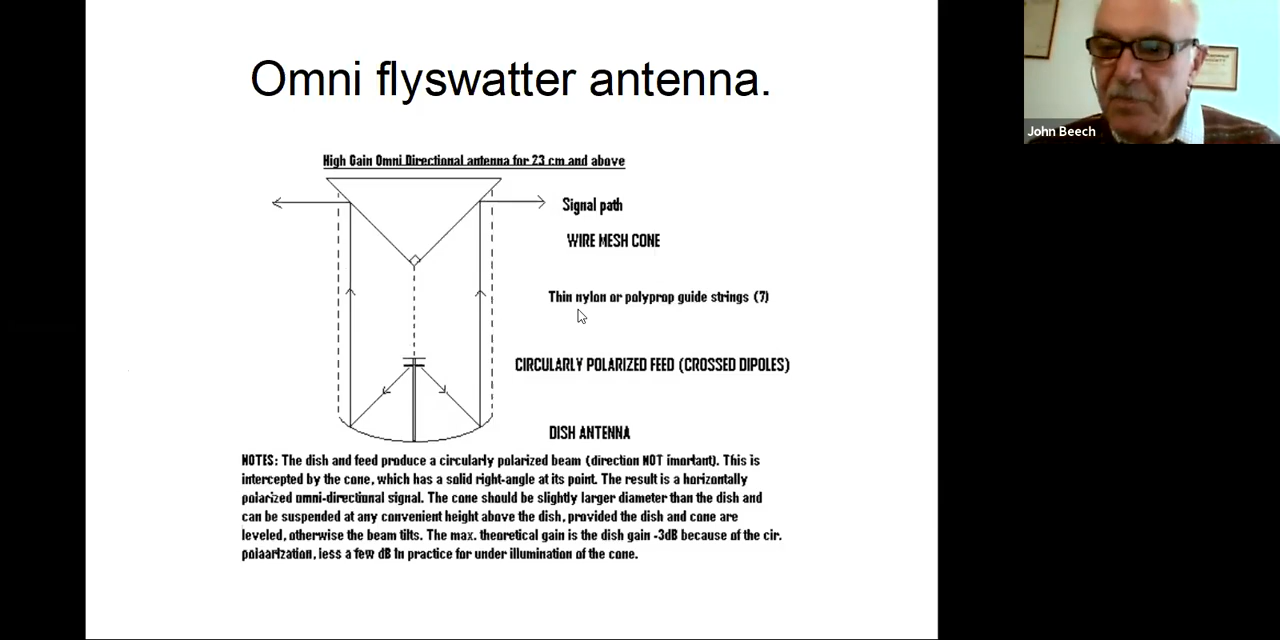 Omni flyswatter antenna.
High Gain Omni Directional antenna for 23 cm and above
Signal path
WIRE MESH CONE
Thin nylon or polyprop guide strings (7)
CIRCULARLY POLARIZED FEED (CROSSED DIPOLES)
DISH ANTENNA
NOTES: The dish and feed produce a circularly polarized beam (direction NOT imortant). This is
intercepted by the cone, which has a solid right-angle at its point. The result is a horizontally
polarized omni-directional signal. The cone should be slightly larger diameter than the dish and
can be suspended at any convenient height above the dish, provided the dish and cone are
leveled, otherwise the beam tilts. The max. theoretical gain is the dish gain -3dB because of the cir.
polaarization, less a few dB in practice for under illumination of the cone.
John Beech